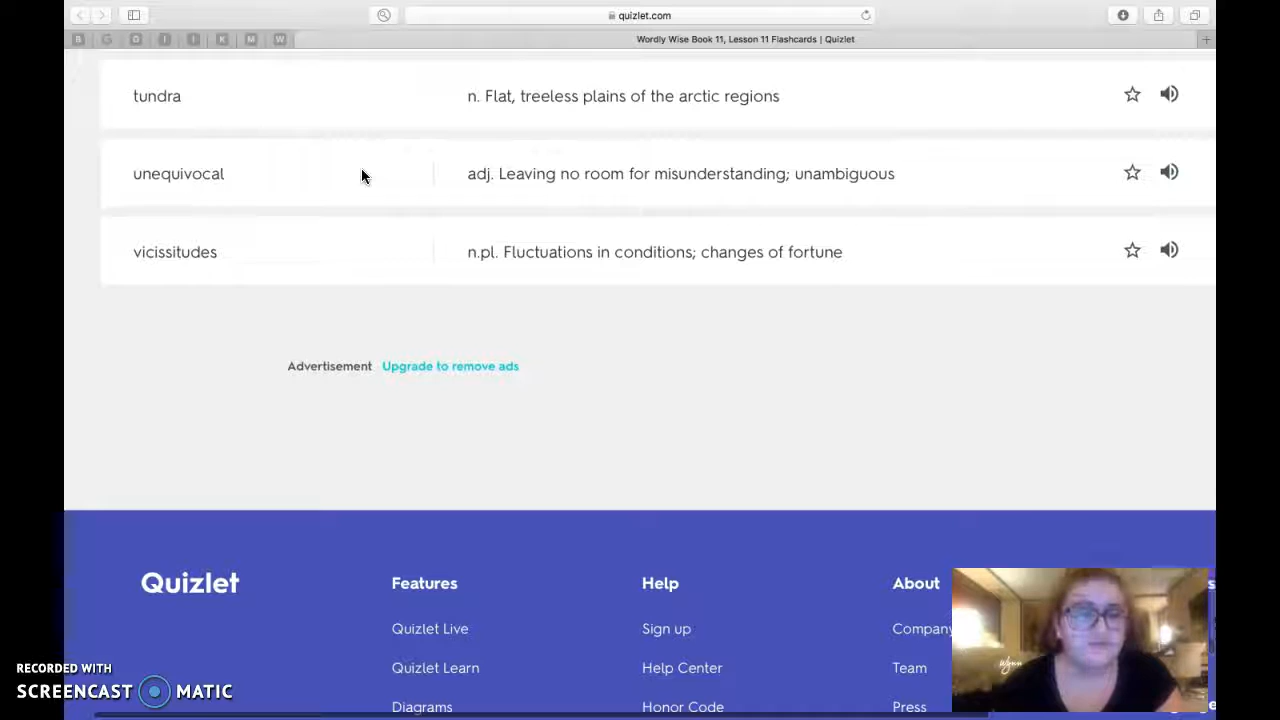 quizlet.com
B G O I I K M W
Wordly Wise Book 11, Lesson 11 Flashcards | Quizlet
tundra
n. Flat, treeless plains of the arctic regions
unequivocal
adj. Leaving no room for misunderstanding; unambiguous
vicissitudes
n.pl. Fluctuations in conditions; changes of fortune
Advertisement Upgrade to remove ads
Quizlet
Features
Help
About
Quizlet Live
Sign up
Company
Quizlet Learn
Help Center
Team
Diagrams
Honor Code
Press
RECORDED WITH
SCREENCAST MATIC